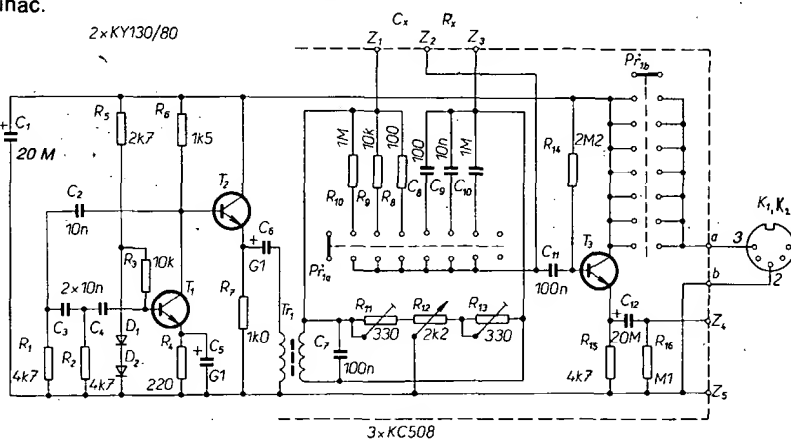 inac.
2×KY130/80
Cx Rx
Z1 Z2 Z3
Př1b
R5 2k7
R6 1k5
C1 20 M
R14 2M2
1M 10k 100 100 10n 1M
R10 R9 R8 C8 C9 C10
C2 10n
T2
C6 G1
R3 10k
Př1a
C11 100n
T3
K1, K2
a 3
b 2
2×10n
C3 C4
T1
D1
D2
R7 1k0
Tr1
R11 330
R12 2k2
R13 330
C7 100n
C12 20M
Z4
R1 4k7
R2 4k7
R4 220
C5 G1
R15 4k7
R16 M1
Z5
3×KC508